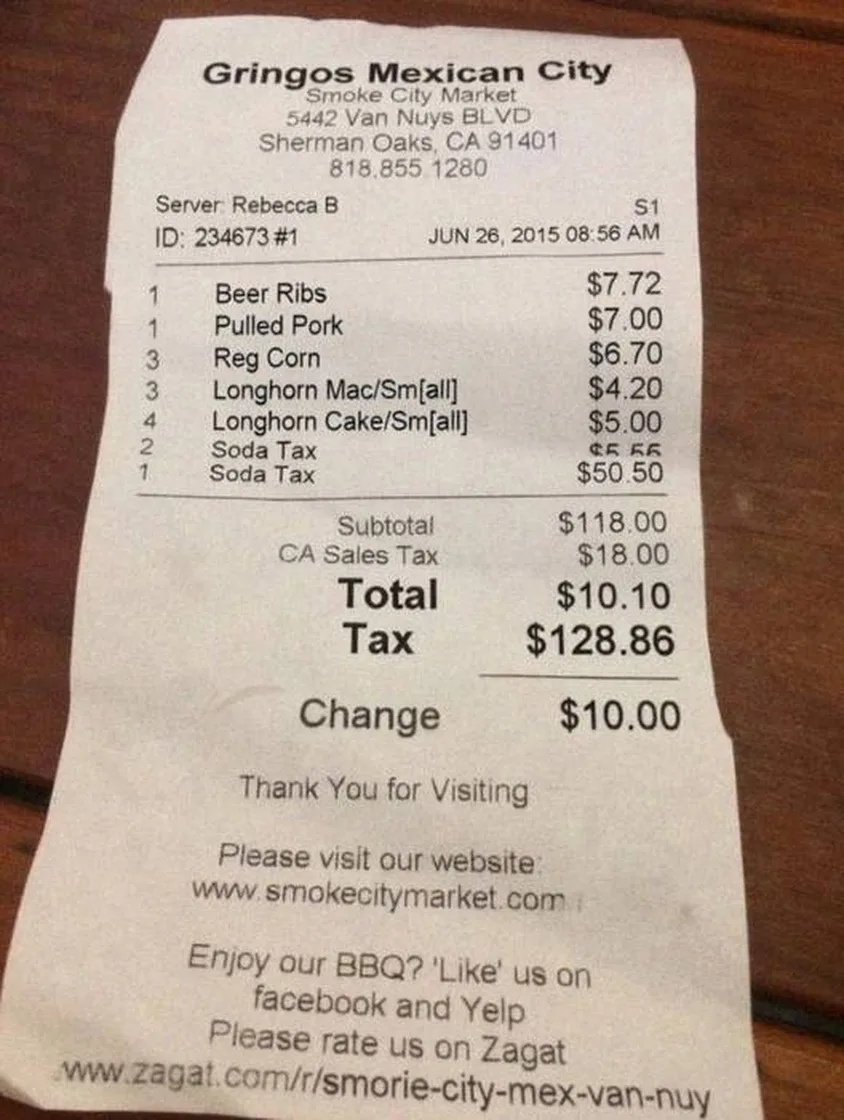 Gringos Mexican City
Smoke City Market
5442 Van Nuys BLVD
Sherman Oaks, CA 91401
818.855.1280
Server: Rebecca B S1
ID: 234673 #1 JUN 26, 2015 08:56 AM
1 Beer Ribs $7.72
1 Pulled Pork $7.00
3 Reg Corn $6.70
3 Longhorn Mac/Sm[all] $4.20
4 Longhorn Cake/Sm[all] $5.00
2 Soda Tax
1 Soda Tax $50.50
Subtotal $118.00
CA Sales Tax $18.00
Total $10.10
Tax $128.86
Change $10.00
Thank You for Visiting
Please visit our website:
www.smokecitymarket.com
Enjoy our BBQ? 'Like' us on
facebook and Yelp
Please rate us on Zagat
www.zagat.com/r/smorie-city-mex-van-nuy